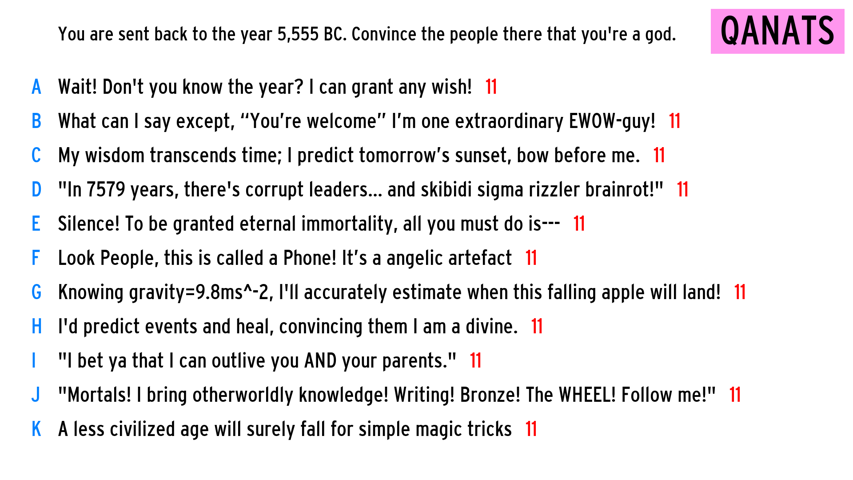 You are sent back to the year 5,555 BC. Convince the people there that you're a god.
QANATS
A Wait! Don't you know the year? I can grant any wish! 11
B What can I say except, “You’re welcome” I’m one extraordinary EWOW-guy! 11
C My wisdom transcends time; I predict tomorrow’s sunset, bow before me. 11
D "In 7579 years, there's corrupt leaders... and skibidi sigma rizzler brainrot!" 11
E Silence! To be granted eternal immortality, all you must do is--- 11
F Look People, this is called a Phone! It’s a angelic artefact 11
G Knowing gravity=9.8ms^-2, I'll accurately estimate when this falling apple will land! 11
H I'd predict events and heal, convincing them I am a divine. 11
I "I bet ya that I can outlive you AND your parents." 11
J "Mortals! I bring otherworldly knowledge! Writing! Bronze! The WHEEL! Follow me!" 11
K A less civilized age will surely fall for simple magic tricks 11